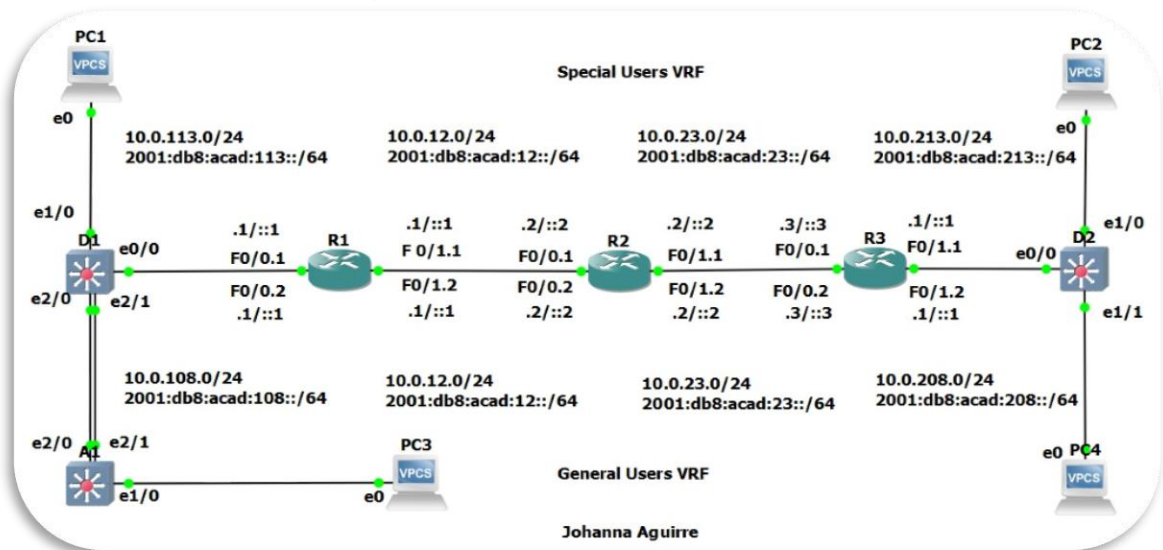 PC1
VPCS
e0
Special Users VRF
PC2
VPCS
e0
10.0.113.0/24
2001:db8:acad:113::/64
10.0.12.0/24
2001:db8:acad:12::/64
10.0.23.0/24
2001:db8:acad:23::/64
10.0.213.0/24
2001:db8:acad:213::/64
e1/0
D1
e0/0
.1/::1
F0/0.1
R1
.1/::1
F 0/1.1
.2/::2
F0/0.1
R2
.2/::2
F0/1.1
.3/::3
F0/0.1
R3
.1/::1
F0/1.1
e0/0
D2
e1/0
e2/0
e2/1
F0/0.2
.1/::1
F0/1.2
.1/::1
F0/0.2
.2/::2
F0/1.2
.2/::2
F0/0.2
.3/::3
F0/1.2
.1/::1
e1/1
10.0.108.0/24
2001:db8:acad:108::/64
10.0.12.0/24
2001:db8:acad:12::/64
10.0.23.0/24
2001:db8:acad:23::/64
10.0.208.0/24
2001:db8:acad:208::/64
e2/0
e2/1
A1
e1/0
PC3
VPCS
e0
General Users VRF
e0
PC4
VPCS
Johanna Aguirre